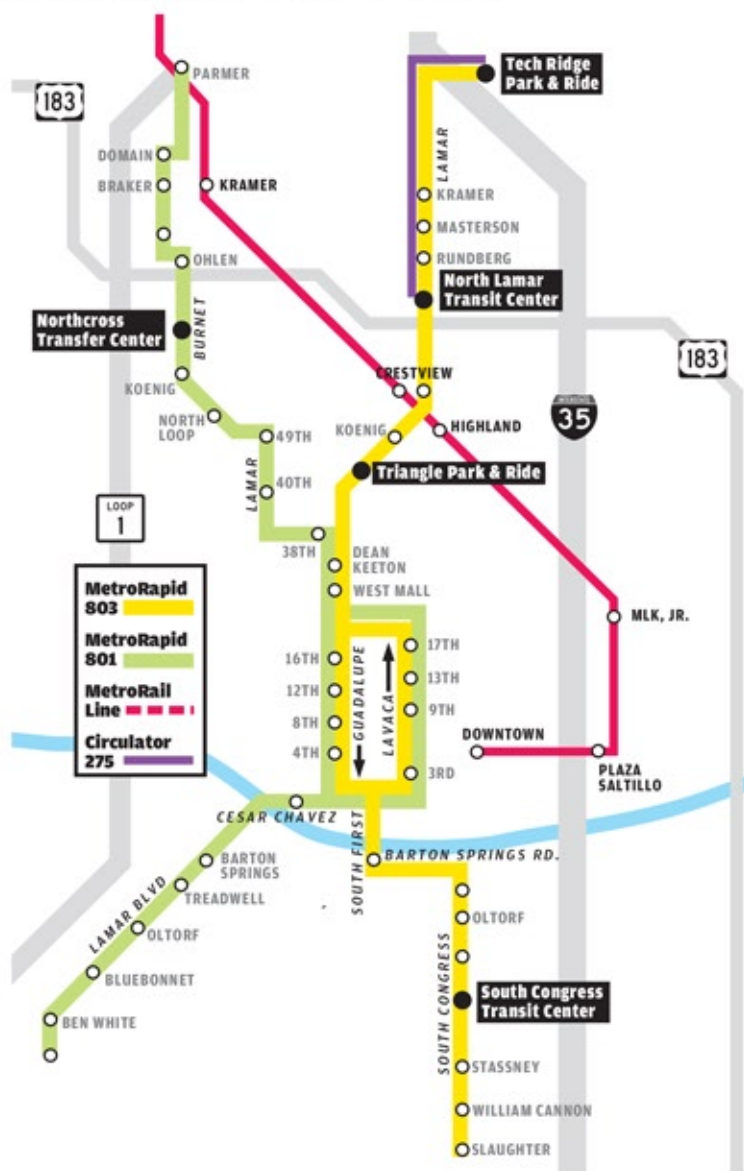 Tech Ridge
Park & Ride
183
PARMER
LAMAR
DOMAIN
BRAKER
KRAMER
KRAMER
MASTERSON
RUNDBERG
OHLEN
North Lamar
Transit Center
Northcross
Transfer Center
BURNET
183
KOENIG
CRESTVIEW
INTERSTATE
35
NORTH
LOOP
49TH
KOENIG
HIGHLAND
LAMAR
40TH
Triangle Park & Ride
LOOP
1
38TH
DEAN
KEETON
WEST MALL
MetroRapid
803
MetroRapid
801
MetroRail
Line
Circulator
275
MLK, JR.
16TH
12TH
8TH
4TH
GUADALUPE
LAVACA
17TH
13TH
9TH
3RD
DOWNTOWN
PLAZA
SALTILLO
CESAR CHAVEZ
SOUTH FIRST
BARTON SPRINGS RD.
BARTON
SPRINGS
TREADWELL
LAMAR BLVD
OLTORF
BLUEBONNET
BEN WHITE
OLTORF
SOUTH CONGRESS
South Congress
Transit Center
STASSNEY
WILLIAM CANNON
SLAUGHTER